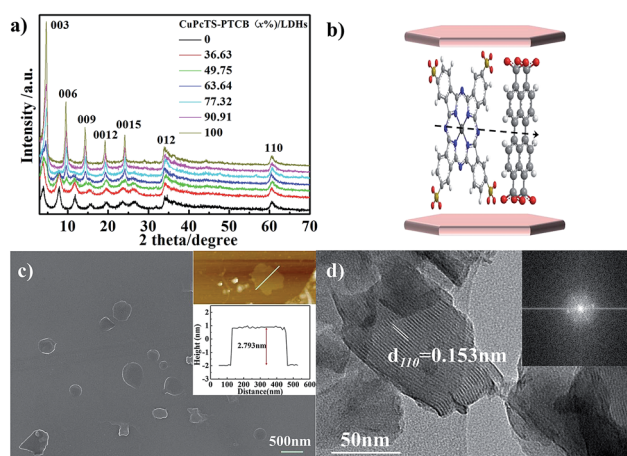 a)
CuPcTS-PTCB (x%)/LDHs
0
36.63
49.75
63.64
77.32
90.91
100
003
006
009
0012
0015
012
110
Intensity /a.u.
10 20 30 40 50 60 70
2 theta/degree
b)
c)
Height (nm)
2
1
0
-1
-2
2.793nm
0 100 200 300 400 500 600
Distance(nm)
500nm
d)
d110=0.153nm
50nm